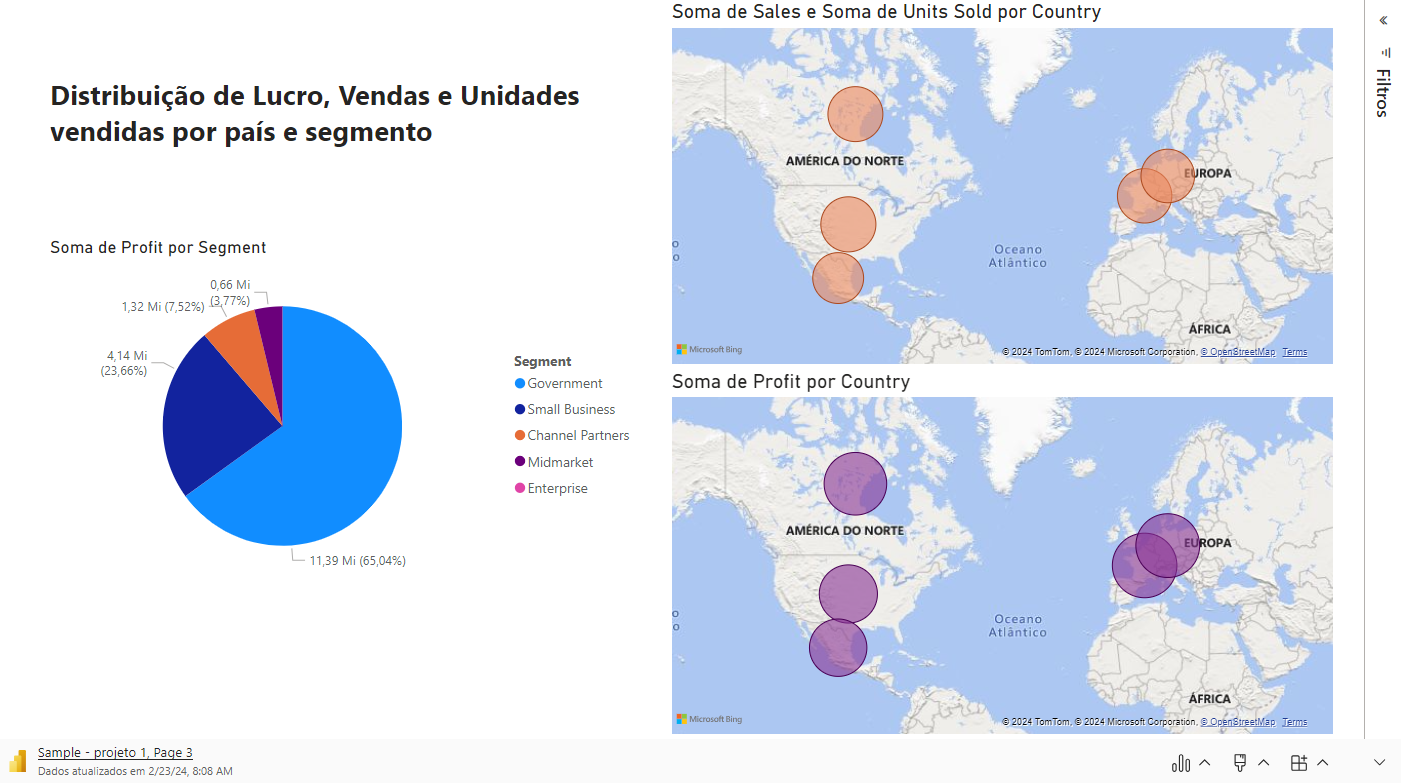 Distribuição de Lucro, Vendas e Unidades
vendidas por país e segmento
Soma de Profit por Segment
0,66 Mi
(3,77%)
1,32 Mi (7,52%)
4,14 Mi
(23,66%)
11,39 Mi (65,04%)
Segment
Government
Small Business
Channel Partners
Midmarket
Enterprise
Soma de Sales e Soma de Units Sold por Country
AMÉRICA DO NORTE
EUROPA
o
o
Oceano
Atlântico
ÁFRICA
Microsoft Bing
© 2024 TomTom, © 2024 Microsoft Corporation, © OpenStreetMap Terms
Soma de Profit por Country
AMÉRICA DO NORTE
EUROPA
o
o
Oceano
Atlântico
ÁFRICA
Microsoft Bing
© 2024 TomTom, © 2024 Microsoft Corporation, © OpenStreetMap Terms
Filtros
Sample - projeto 1, Page 3
Dados atualizados em 2/23/24, 8:08 AM